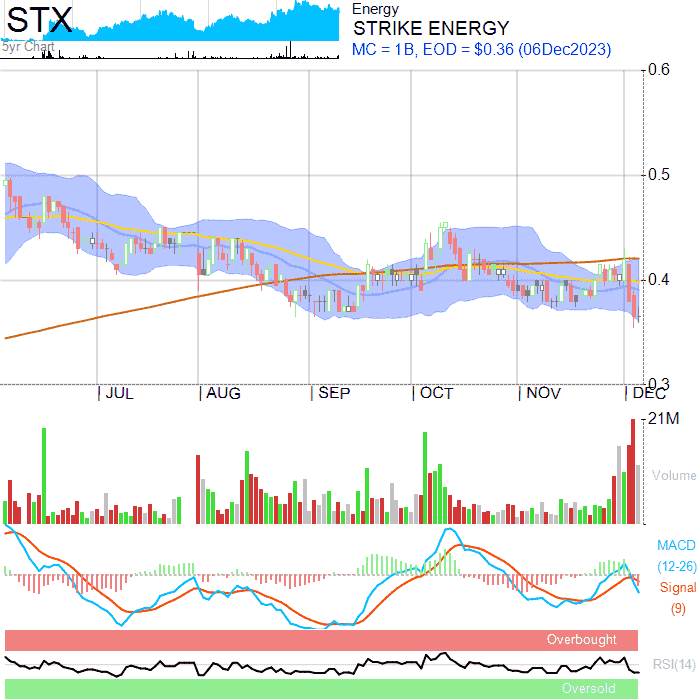 STX
5yr Chart
Energy
STRIKE ENERGY
MC = 1B, EOD = $0.36 (06Dec2023)
0.6
0.5
0.4
0.3
JUL AUG SEP OCT NOV DEC
21M
Volume
MACD
(12-26)
Signal
(9)
Overbought
RSI(14)
Oversold